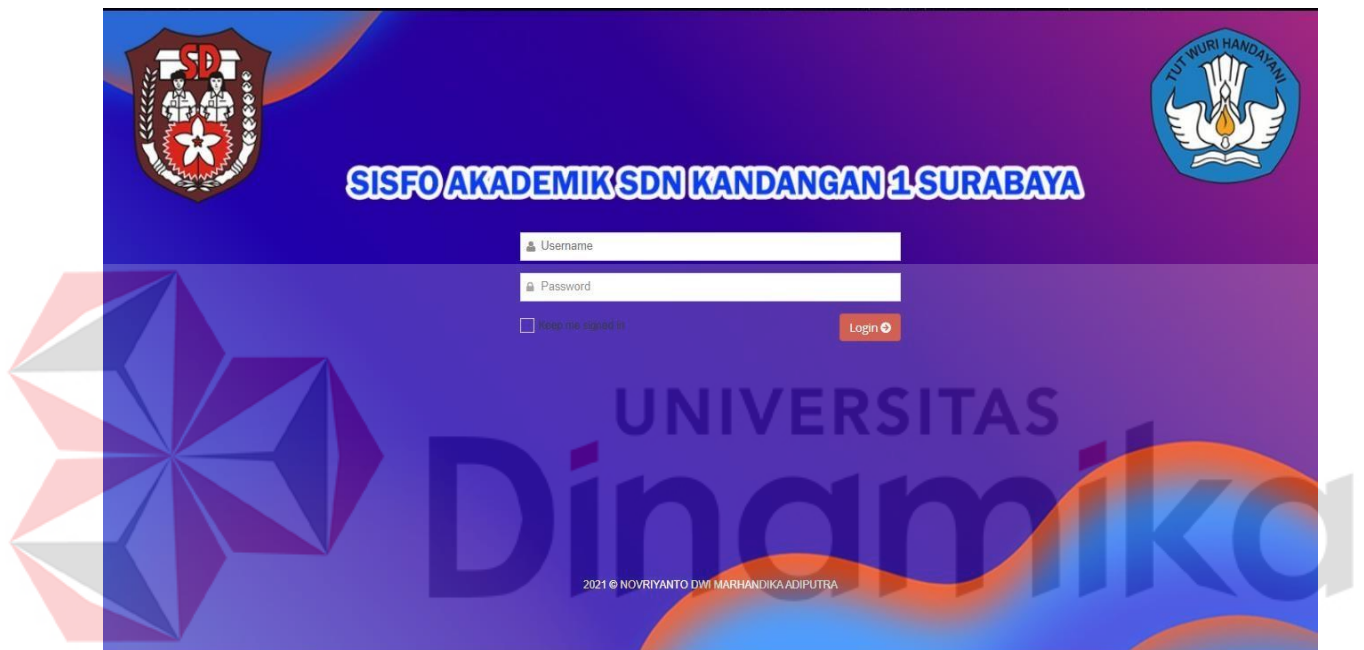 SD
TUT WURI HANDAYANI
SISFO AKADEMIK SDN KANDANGAN 1 SURABAYA
Username
Password
Keep me signed in
Login
UNIVERSITAS
Dinamika
2021 © NOVRIYANTO DWI MARHANDIKA ADIPUTRA